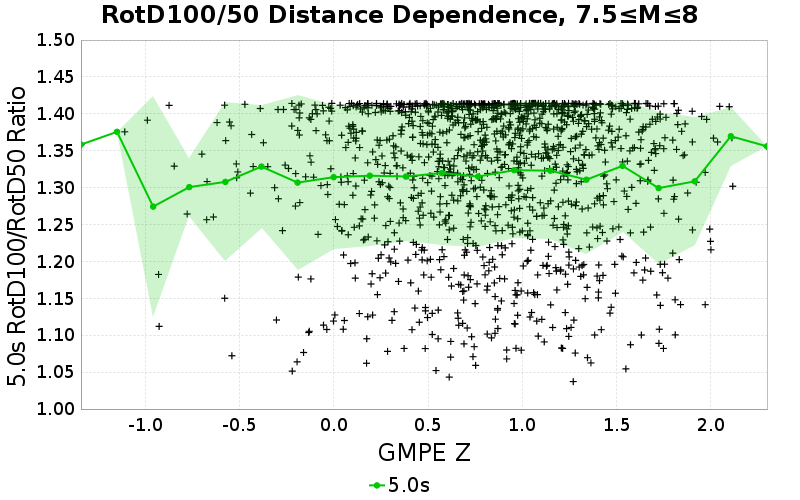 RotD100/50 Distance Dependence, 7.5≤M≤8
5.0s RotD100/RotD50 Ratio
1.50
1.45
1.40
1.35
1.30
1.25
1.20
1.15
1.10
1.05
1.00
-1.0 -0.5 0.0 0.5 1.0 1.5 2.0
GMPE Z
5.0s